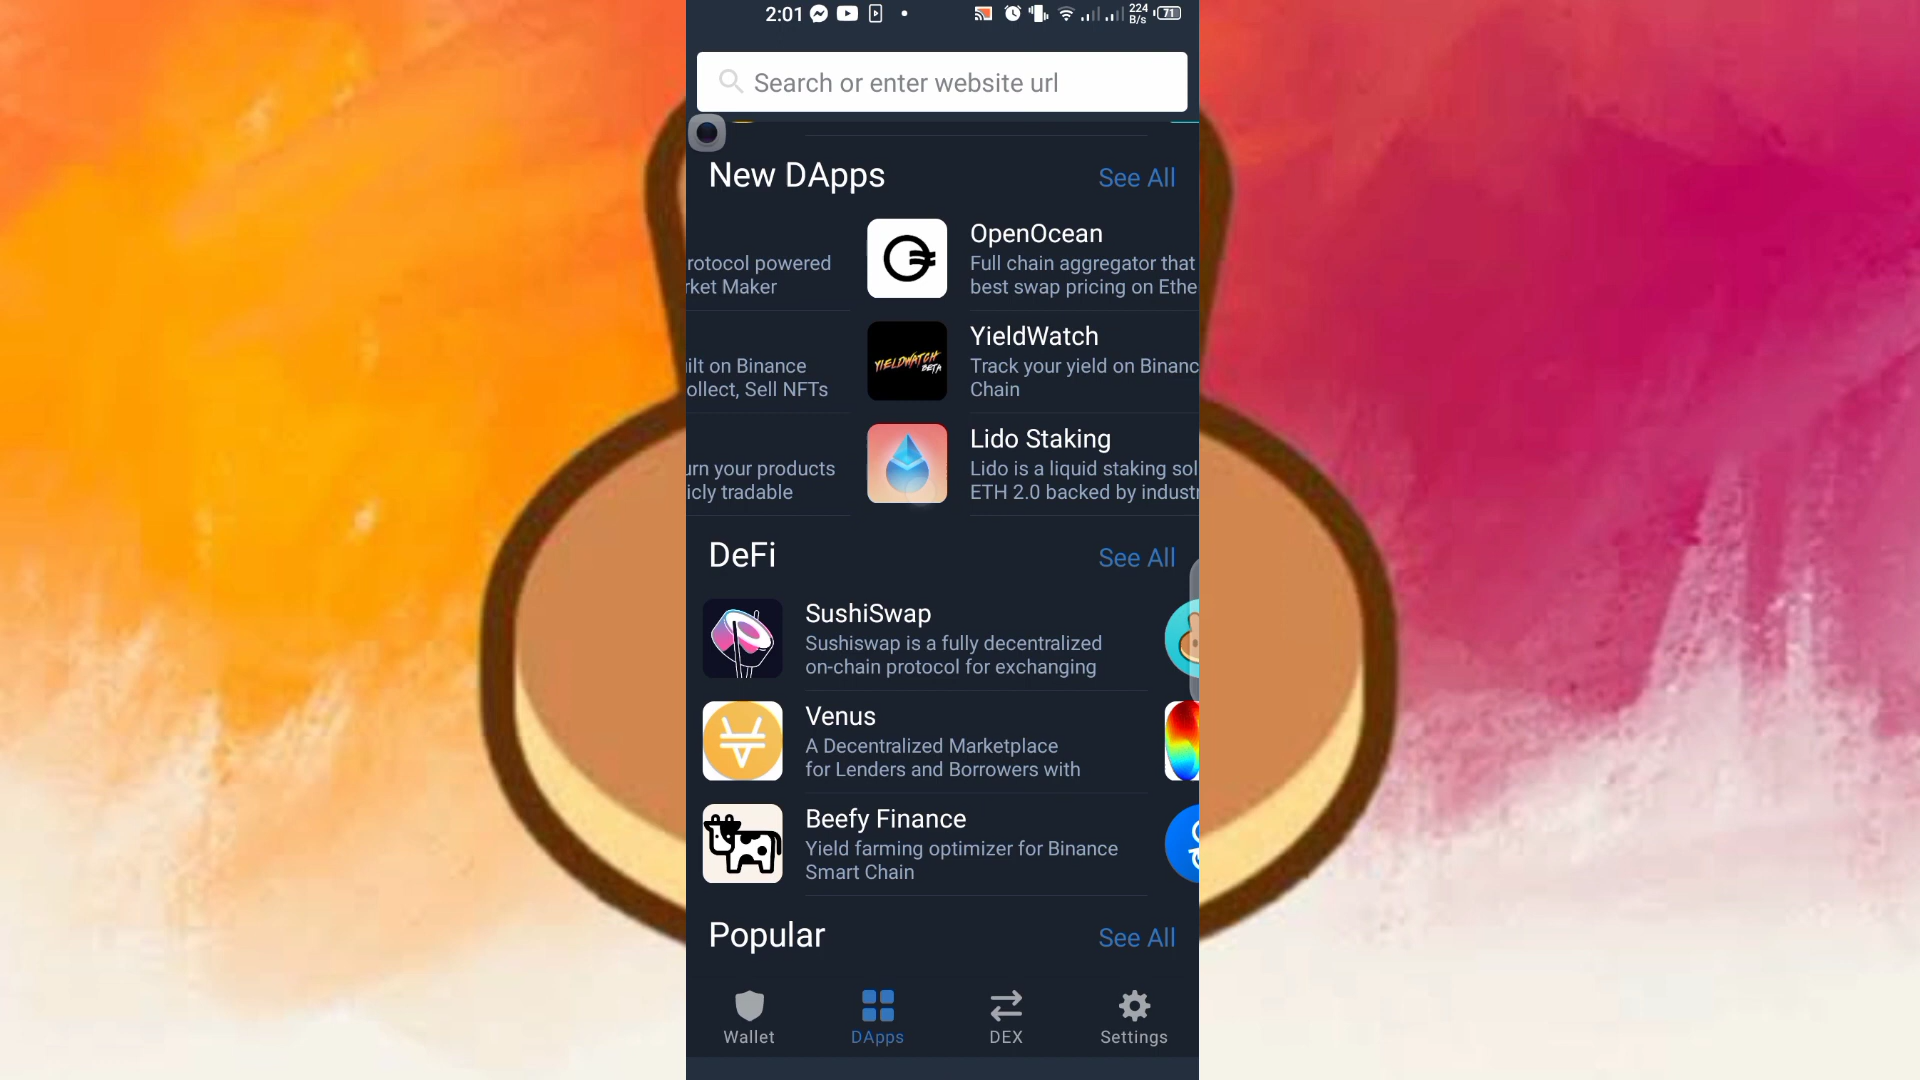 2:01
224
B/s
71
Search or enter website url
New DApps
See All
rotocol powered
rket Maker
OpenOcean
Full chain aggregator that
best swap pricing on Ethe
ilt on Binance
ollect, Sell NFTs
YIELDWATCH
BETA
YieldWatch
Track your yield on Binanc
Chain
urn your products
icly tradable
Lido Staking
Lido is a liquid staking sol
ETH 2.0 backed by industr
DeFi
See All
SushiSwap
Sushiswap is a fully decentralized
on-chain protocol for exchanging
Venus
A Decentralized Marketplace
for Lenders and Borrowers with
Beefy Finance
Yield farming optimizer for Binance
Smart Chain
Popular
See All
Wallet
DApps
DEX
Settings